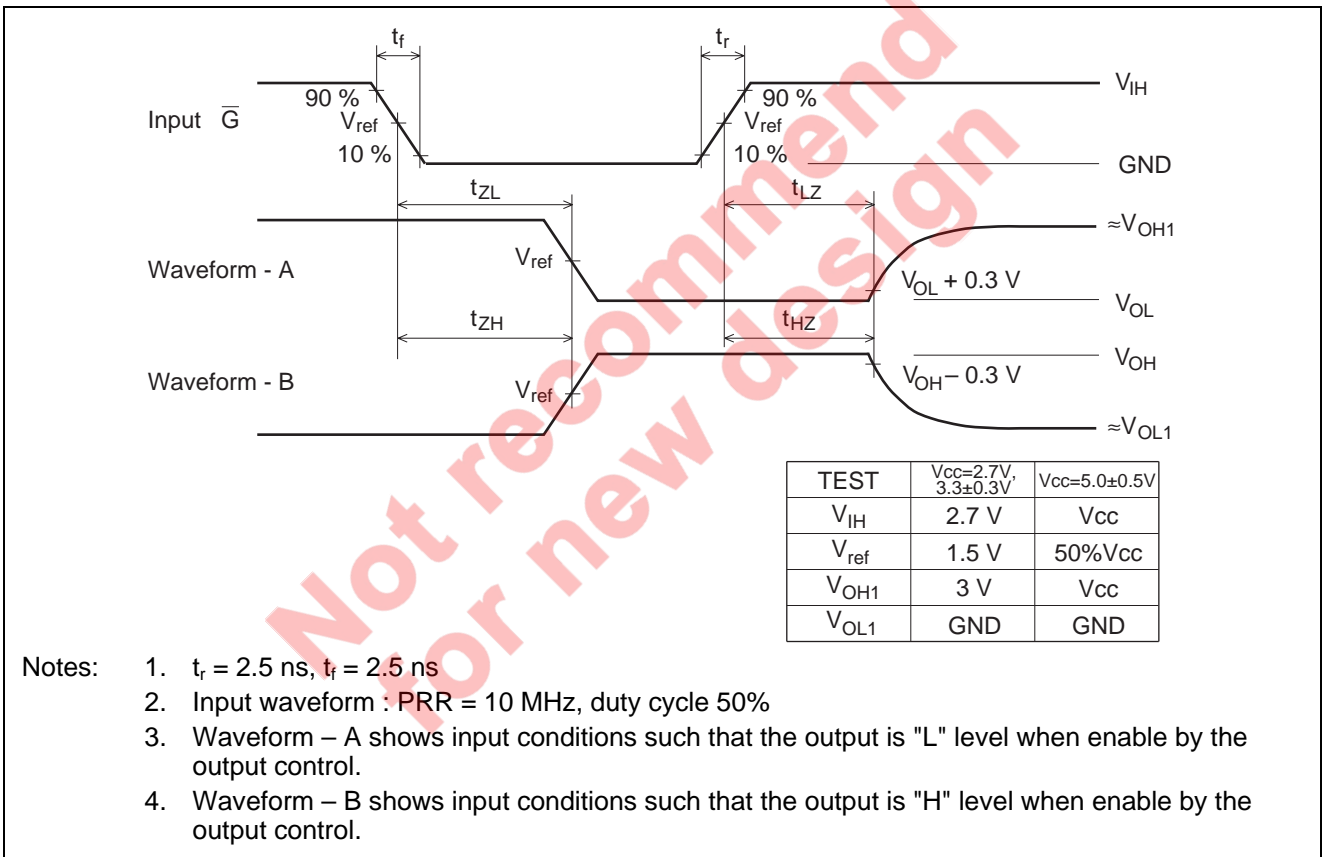 tf
tr
90 %
90 %
VIH
Input G̅
Vref
Vref
10 %
10 %
GND
tZL
tLZ
≈VOH1
Vref
Waveform - A
VOL + 0.3 V
VOL
tZH
tHZ
VOH
Waveform - B
VOH – 0.3 V
Vref
≈VOL1
TEST Vcc=2.7V, 3.3±0.3V Vcc=5.0±0.5V
VIH 2.7 V Vcc
Vref 1.5 V 50%Vcc
VOH1 3 V Vcc
VOL1 GND GND
Not recommend
for new design
Notes: 1. tr = 2.5 ns, tf = 2.5 ns
2. Input waveform : PRR = 10 MHz, duty cycle 50%
3. Waveform – A shows input conditions such that the output is "L" level when enable by the
output control.
4. Waveform – B shows input conditions such that the output is "H" level when enable by the
output control.